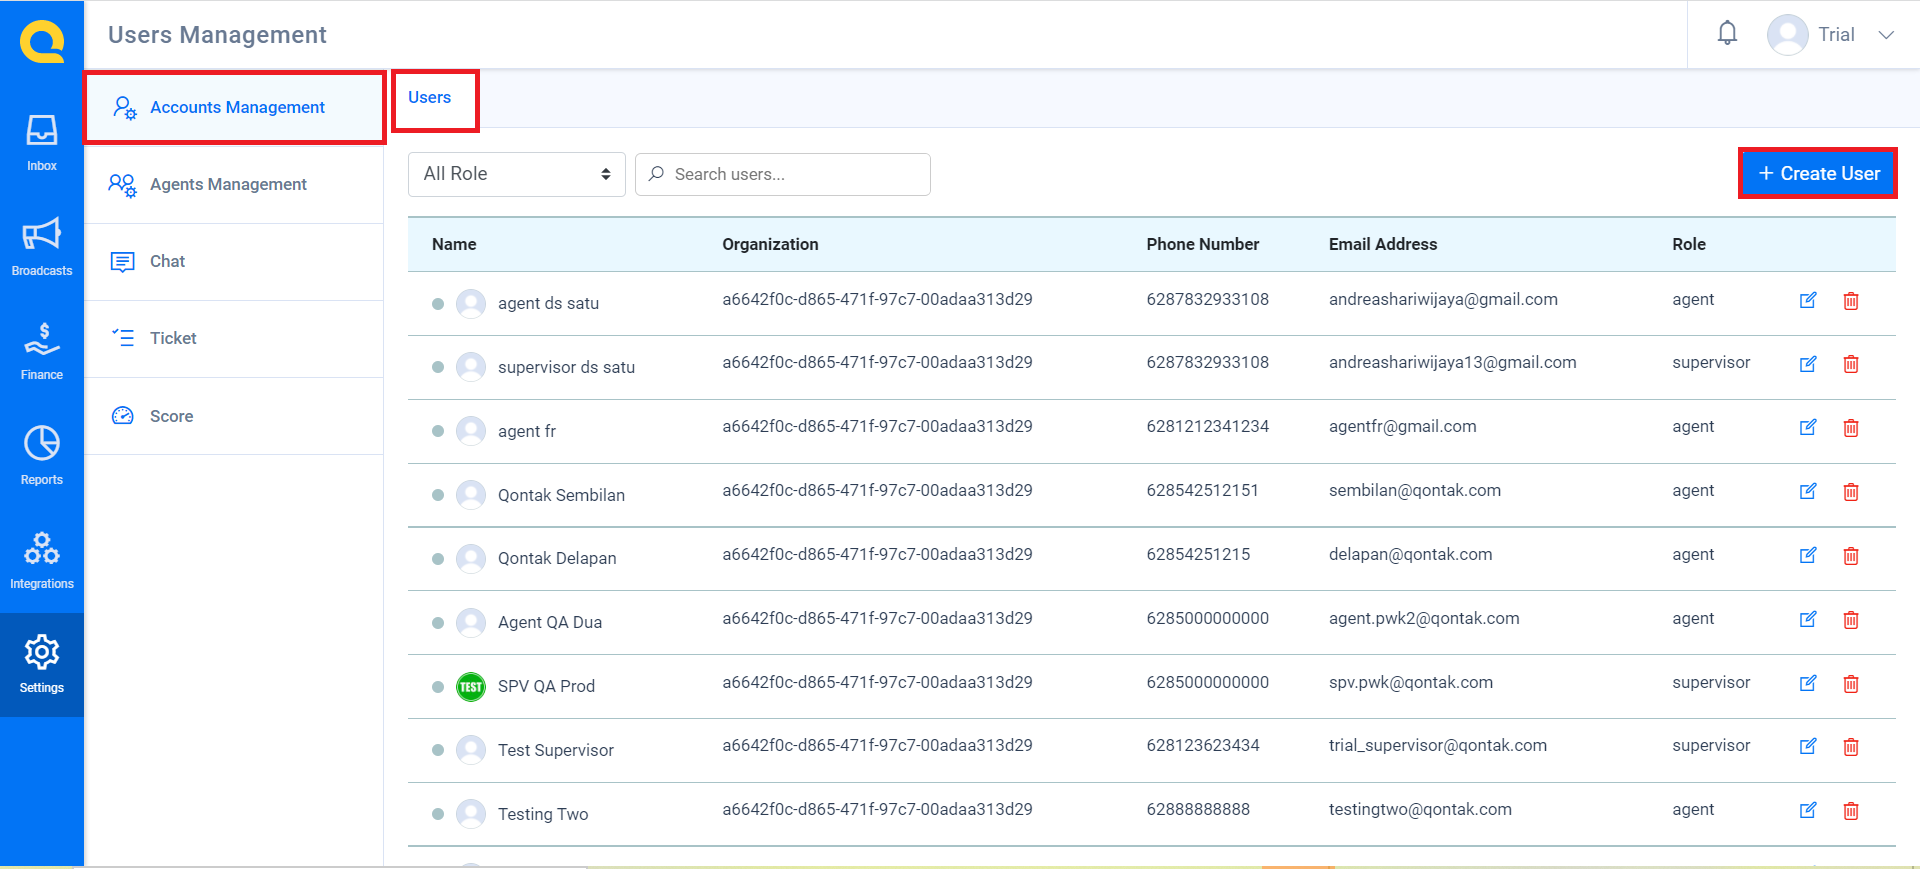 Users Management
Trial
Inbox
Broadcasts
Finance
Reports
Integrations
Settings
Accounts Management
Agents Management
Chat
Ticket
Score
Users
All Role
Search users...
+ Create User
Name Organization Phone Number Email Address Role
agent ds satu a6642f0c-d865-471f-97c7-00adaa313d29 6287832933108 andreashariwijaya@gmail.com agent
supervisor ds satu a6642f0c-d865-471f-97c7-00adaa313d29 6287832933108 andreashariwijaya13@gmail.com supervisor
agent fr a6642f0c-d865-471f-97c7-00adaa313d29 6281212341234 agentfr@gmail.com agent
Qontak Sembilan a6642f0c-d865-471f-97c7-00adaa313d29 628542512151 sembilan@qontak.com agent
Qontak Delapan a6642f0c-d865-471f-97c7-00adaa313d29 62854251215 delapan@qontak.com agent
Agent QA Dua a6642f0c-d865-471f-97c7-00adaa313d29 6285000000000 agent.pwk2@qontak.com agent
TEST SPV QA Prod a6642f0c-d865-471f-97c7-00adaa313d29 6285000000000 spv.pwk@qontak.com supervisor
Test Supervisor a6642f0c-d865-471f-97c7-00adaa313d29 628123623434 trial_supervisor@qontak.com supervisor
Testing Two a6642f0c-d865-471f-97c7-00adaa313d29 62888888888 testingtwo@qontak.com agent